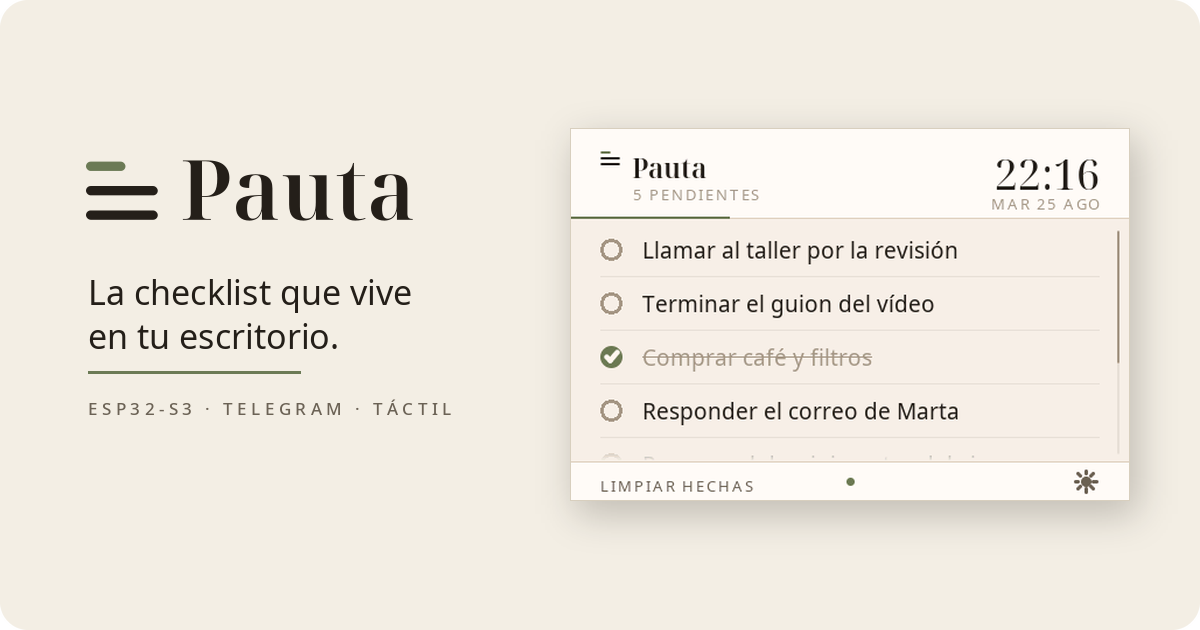 Pauta
La checklist que vive
en tu escritorio.
ESP32-S3 · TELEGRAM · TÁCTIL
Pauta
5 PENDIENTES
22:16
MAR 25 AGO
Llamar al taller por la revisión
Terminar el guion del vídeo
Comprar café y filtros
Responder el correo de Marta
LIMPIAR HECHAS